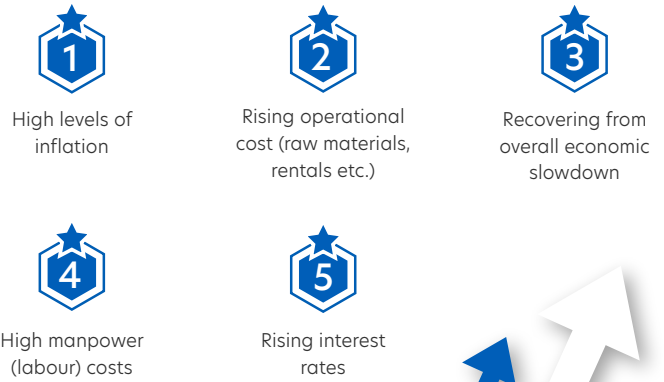 1
High levels of
inflation
2
Rising operational
cost (raw materials,
rentals etc.)
3
Recovering from
overall economic
slowdown
4
High manpower
(labour) costs
5
Rising interest
rates